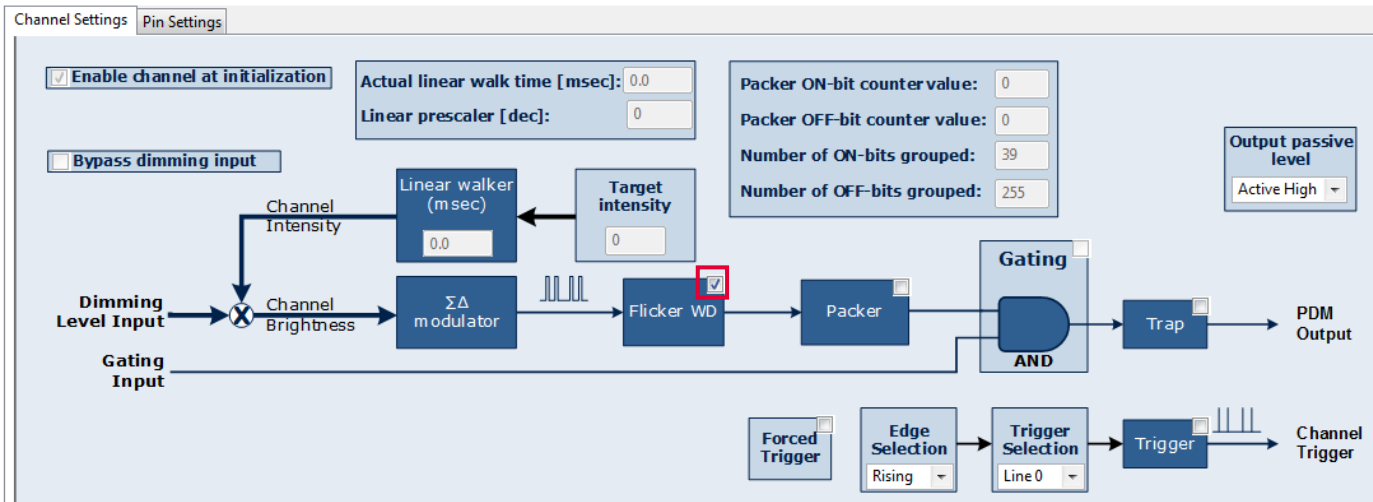 Channel Settings
Pin Settings
Enable channel at initialization
Actual linear walk time [msec]: 0.0
Linear prescaler [dec]: 0
Packer ON-bit counter value: 0
Packer OFF-bit counter value: 0
Number of ON-bits grouped: 39
Number of OFF-bits grouped: 255
Output passive
level
Active High
Bypass dimming input
Linear walker
(msec)
0.0
Target
intensity
0
Channel
Intensity
Gating
Dimming
Level Input
X
Channel
Brightness
ΣΔ
modulator
Flicker WD
Packer
AND
Trap
PDM
Output
Gating
Input
Forced
Trigger
Edge
Selection
Rising
Trigger
Selection
Line 0
Trigger
Channel
Trigger